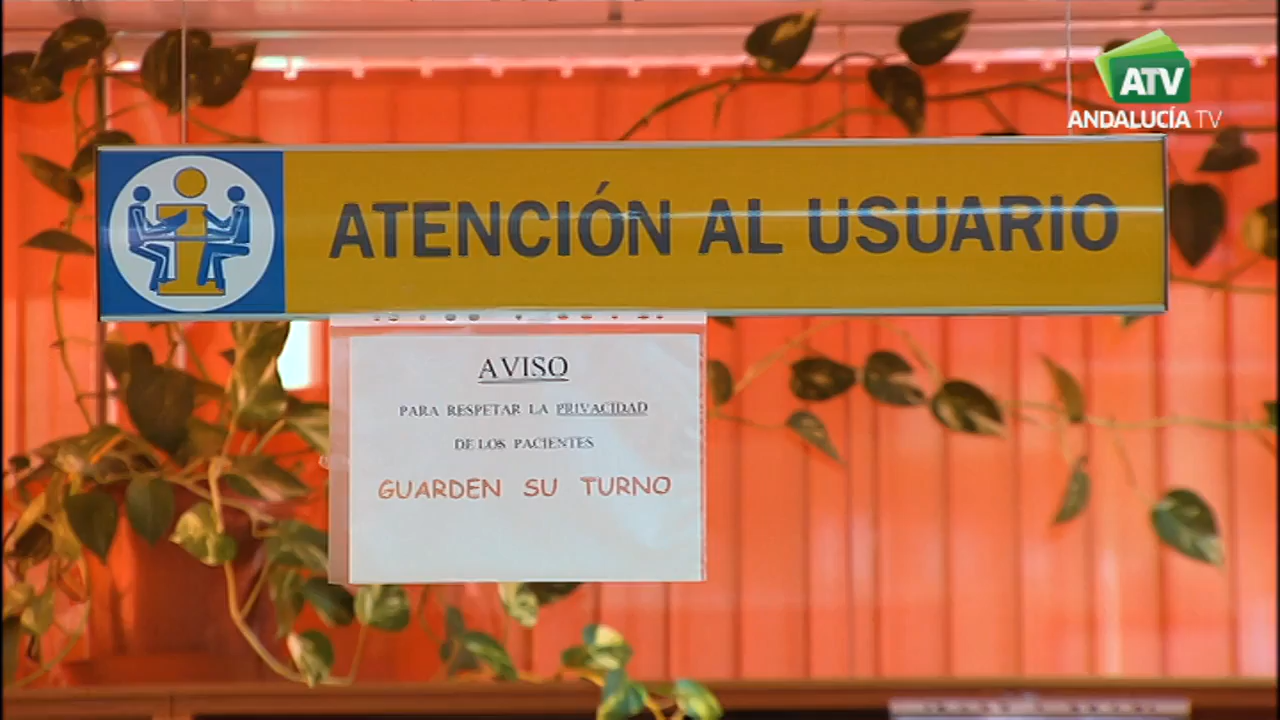 ATV
ANDALUCÍA TV
ATENCIÓN AL USUARIO
AVISO
PARA RESPETAR LA PRIVACIDAD
DE LOS PACIENTES
GUARDEN SU TURNO